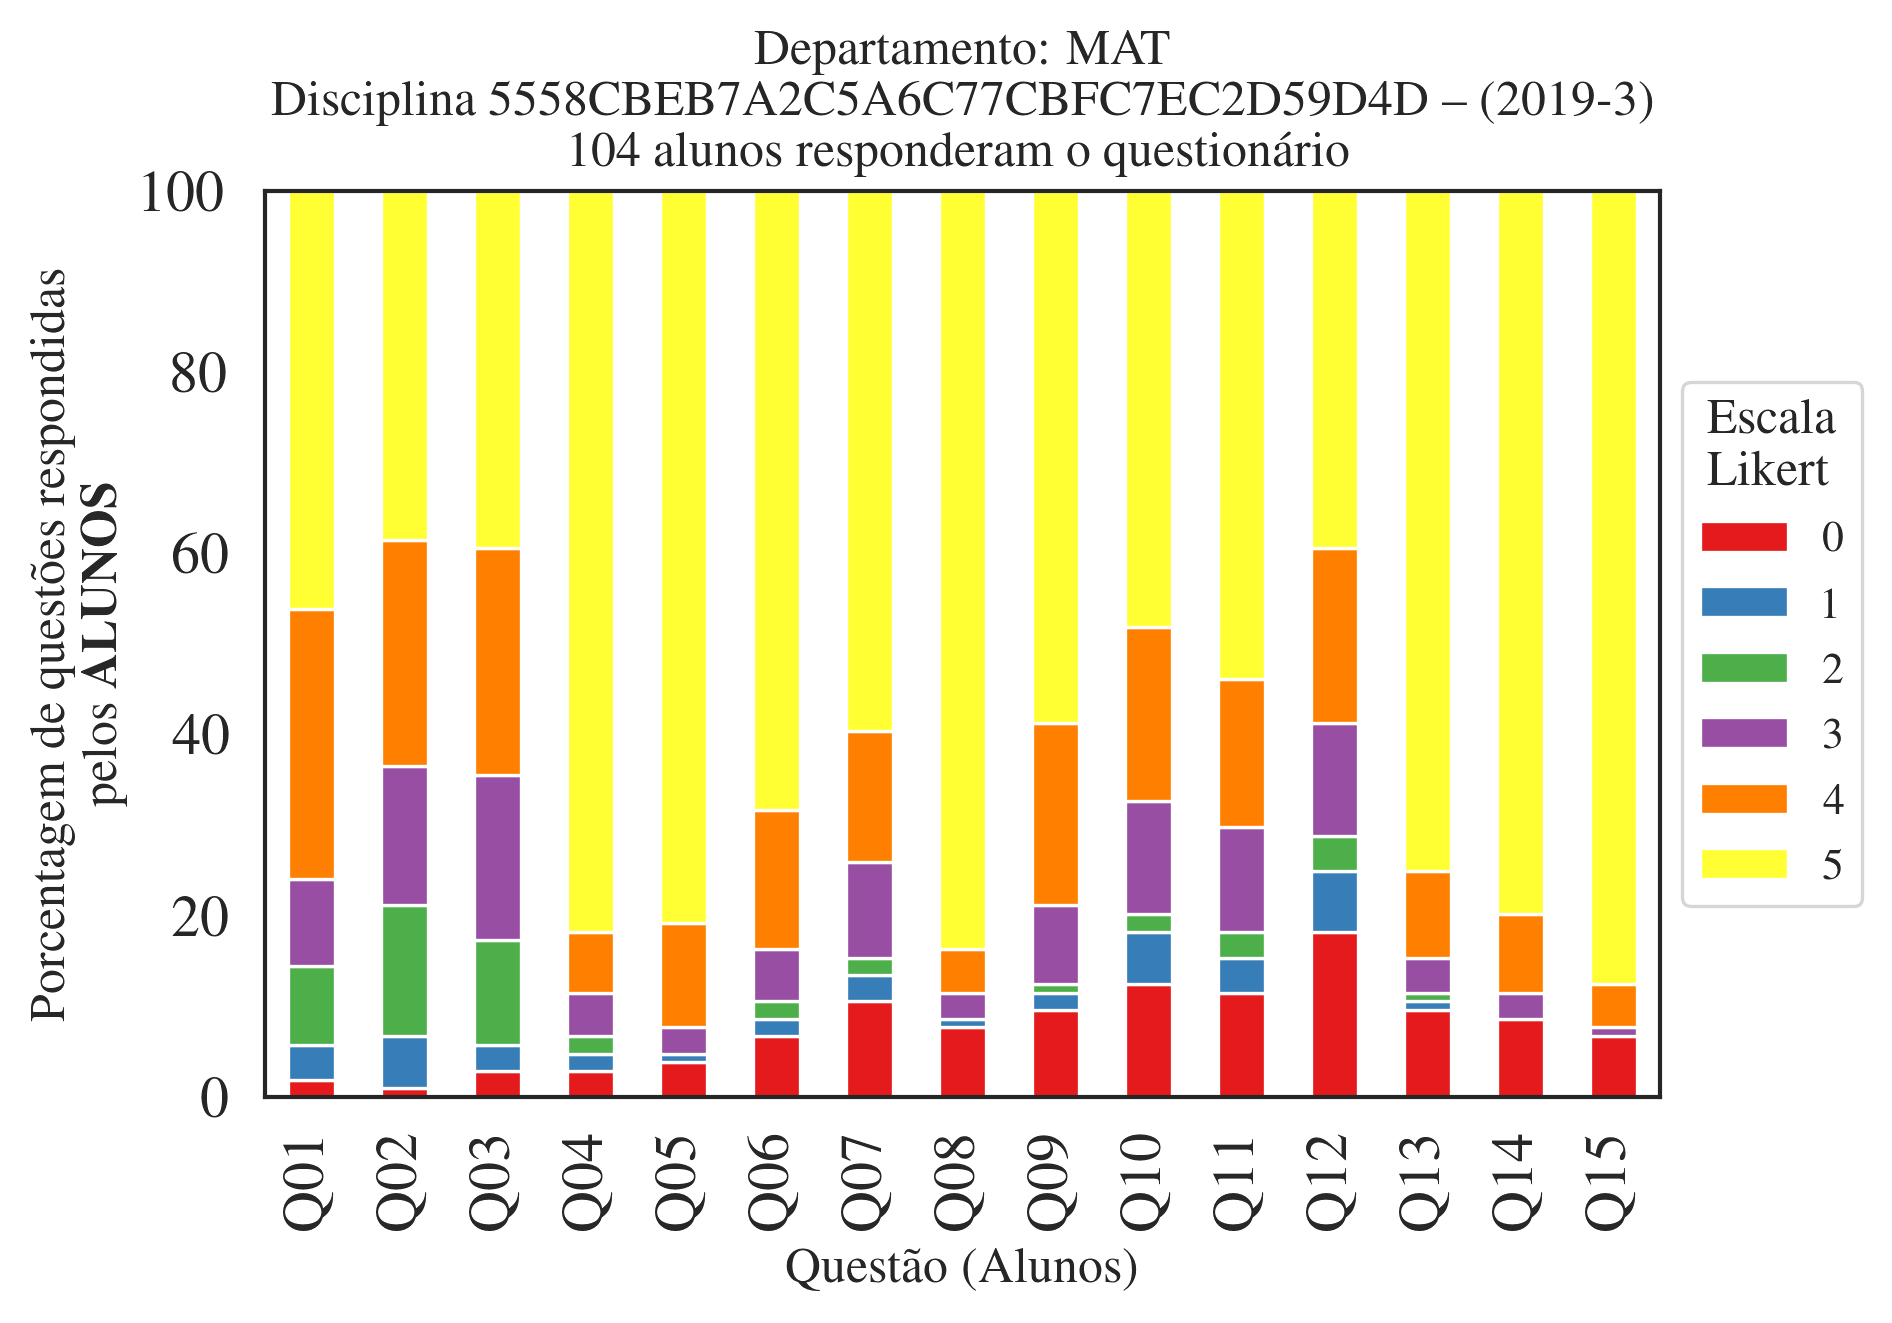 Departamento: MAT
Disciplina 5558CBEB7A2C5A6C77CBFC7EC2D59D4D – (2019-3)
104 alunos responderam o questionário
Porcentagem de questões respondidas
pelos ALUNOS
100
80
60
40
20
0
Q01
Q02
Q03
Q04
Q05
Q06
Q07
Q08
Q09
Q10
Q11
Q12
Q13
Q14
Q15
Questão (Alunos)
Escala
Likert
0
1
2
3
4
5